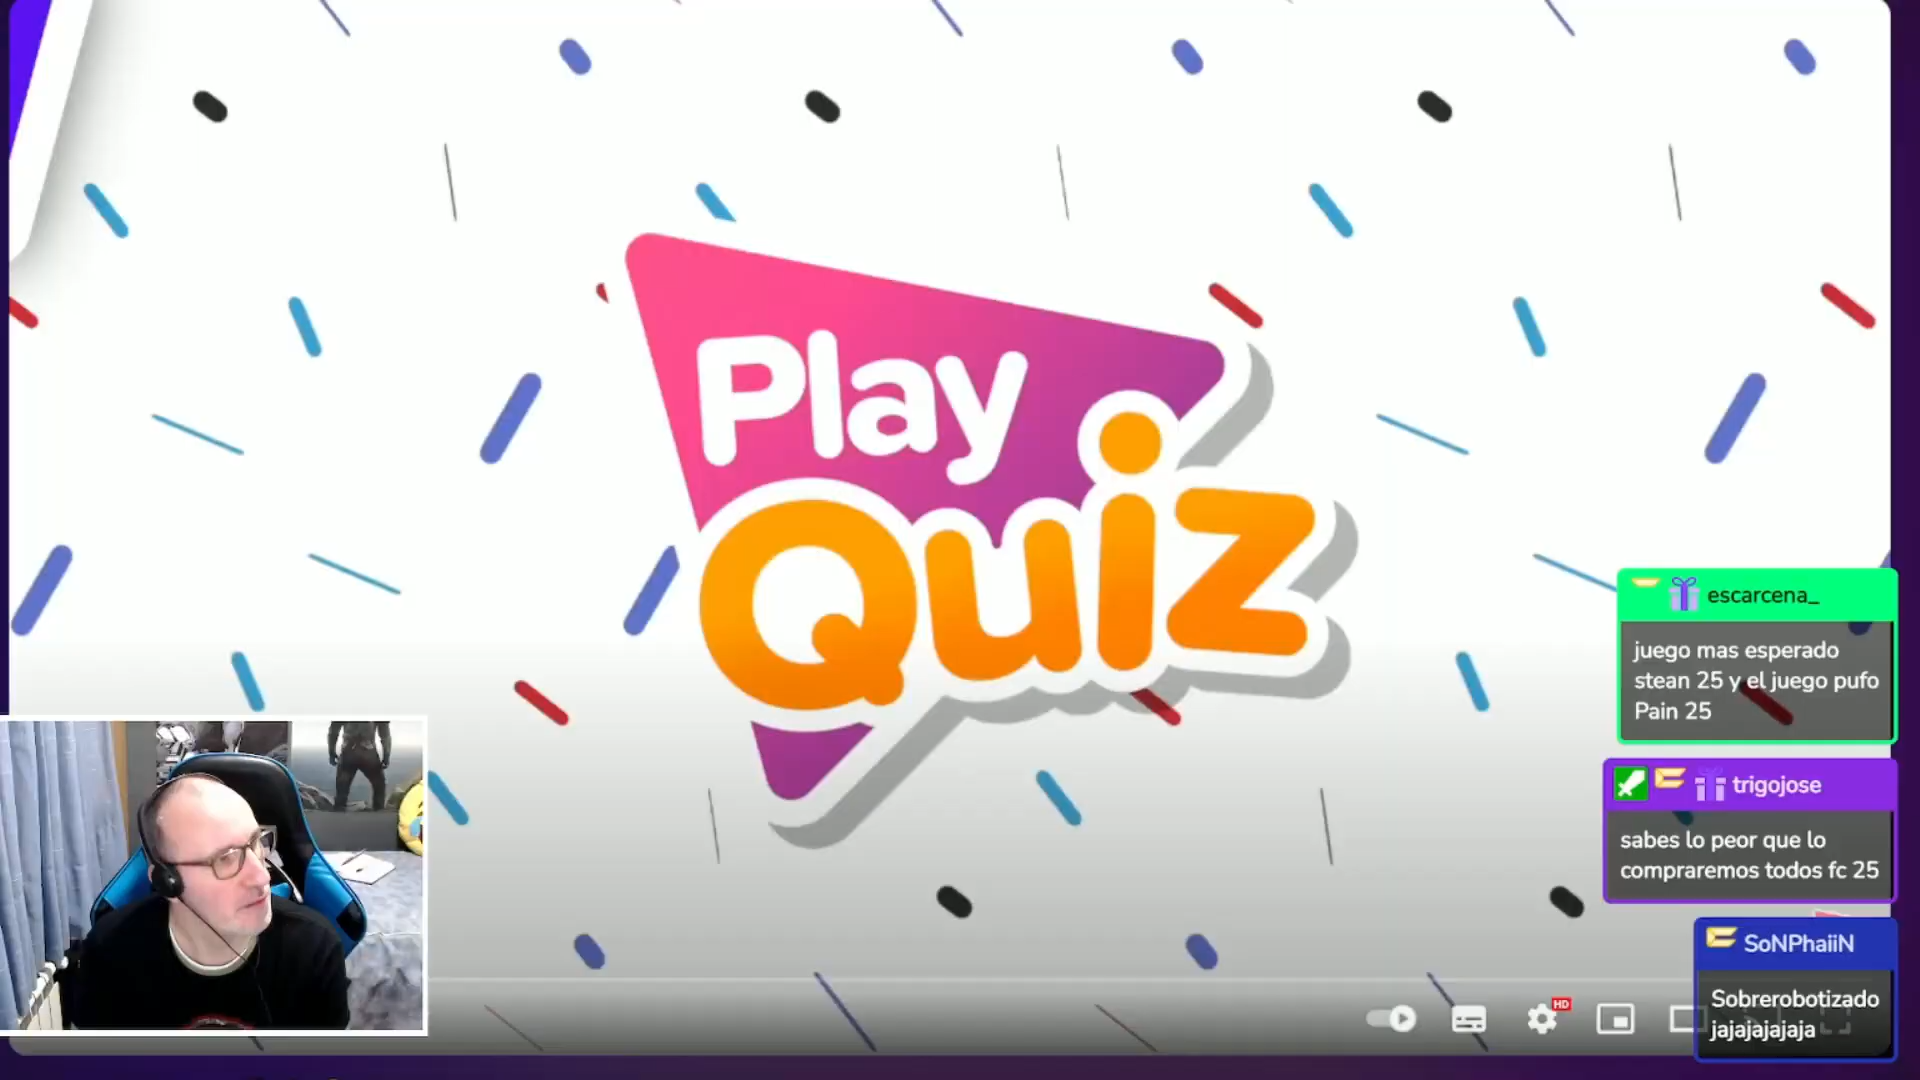 Play
Quiz
escarcena_
juego mas esperado
stean 25 y el juego pufo
Pain 25
trigojose
sabes lo peor que lo
compraremos todos fc 25
SoNPhaiiN
Sobrerobotizado
jajajajajaja
HD